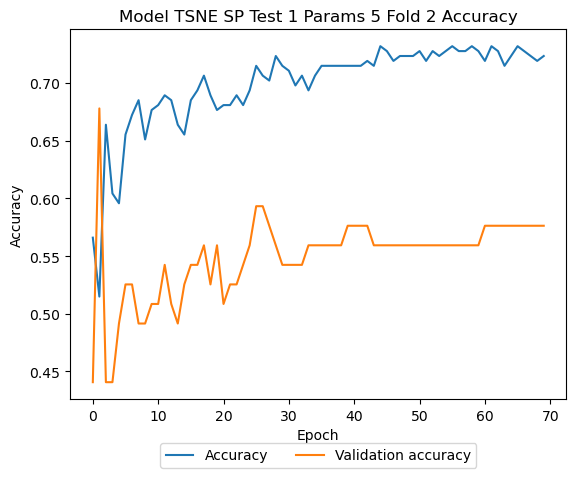 Model TSNE SP Test 1 Params 5 Fold 2 Accuracy
Accuracy
0.70
0.65
0.60
0.55
0.50
0.45
0 10 20 30 40 50 60 70
Epoch
Accuracy Validation accuracy